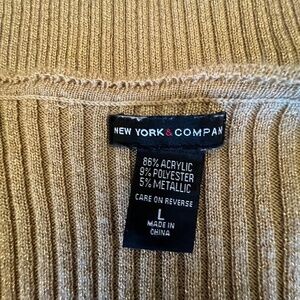 NEW YORK & COMPAN
86% ACRYLIC
9% POLYESTER
5% METALLIC
CARE ON REVERSE
L
MADE IN
CHINA